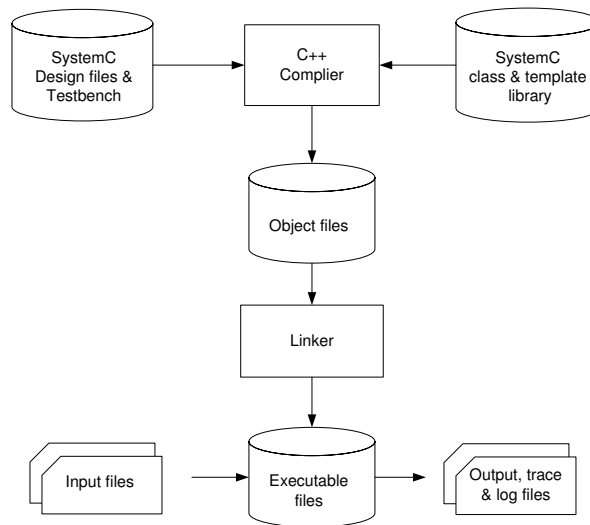 SystemC
Design files &
Testbench
C++
Complier
SystemC
class & template
library
Object files
Linker
Input files
Executable
files
Output, trace
& log files